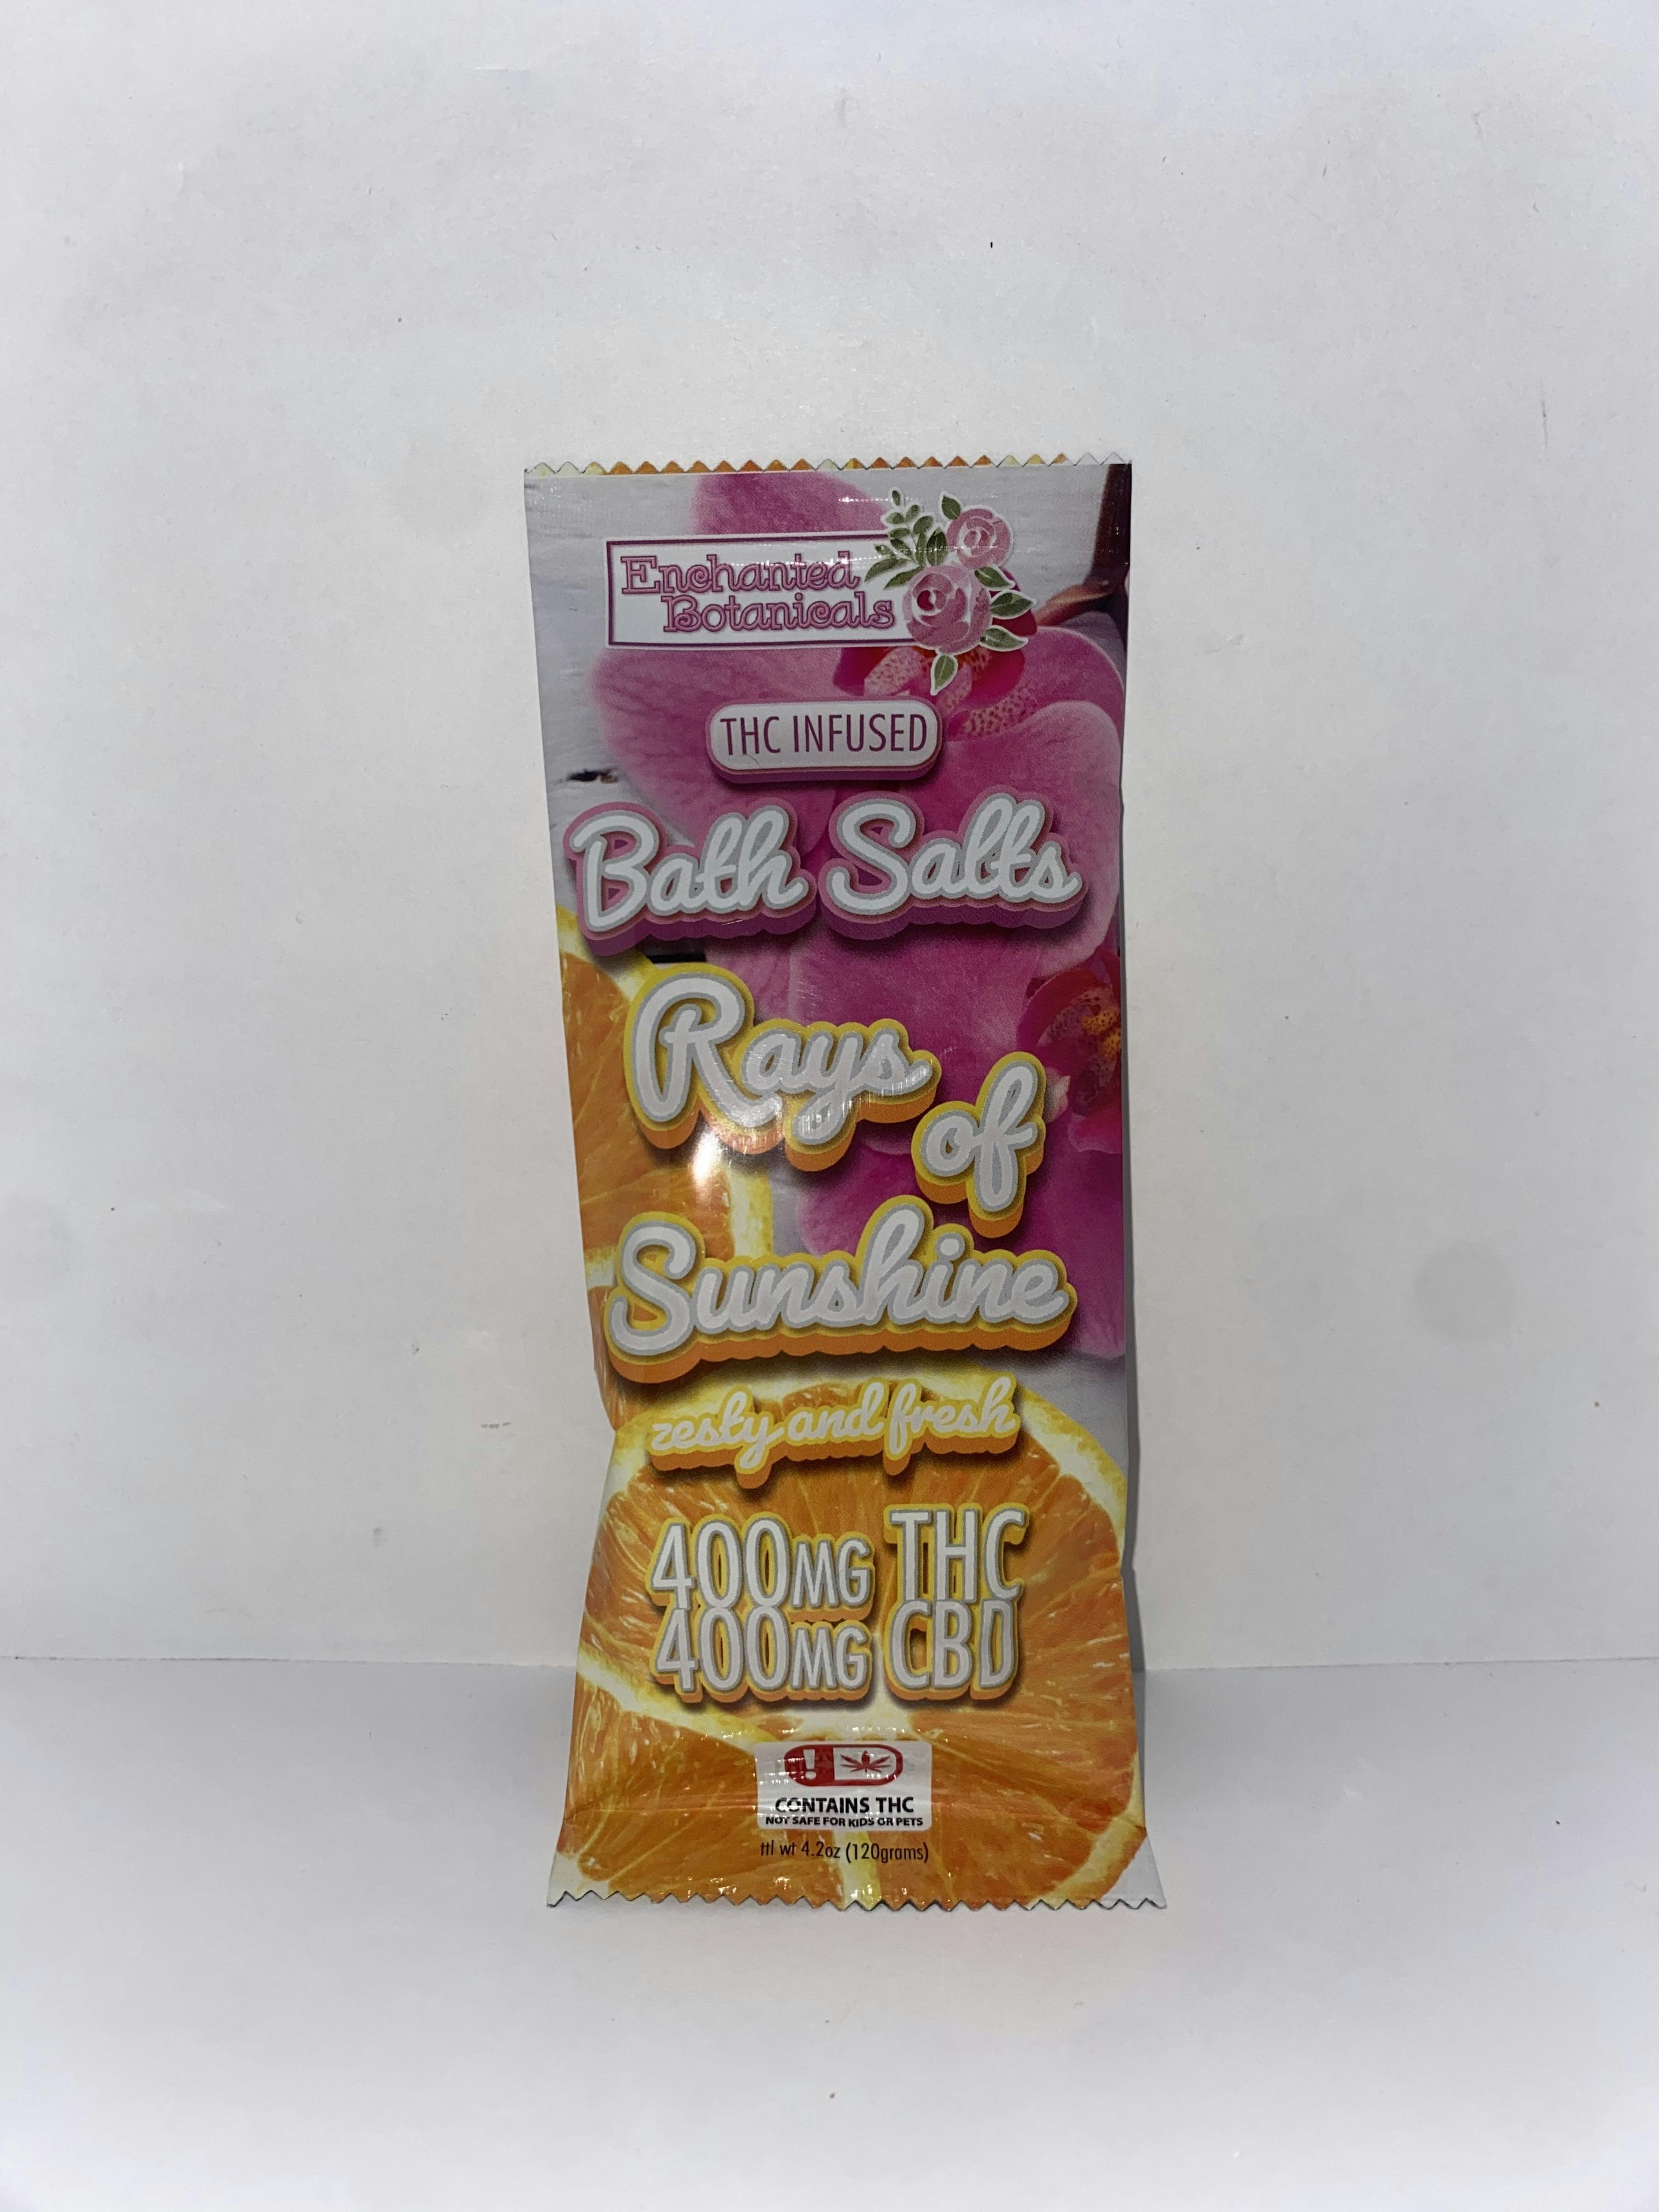 Enchanted
Botanicals
THC INFUSED
Bath Salts
Rays
of
Sunshine
zesty and fresh
400MG THC
400MG CBD
!
CONTAINS THC
NOT SAFE FOR KIDS OR PETS
ttl wt 4.2oz (120grams)